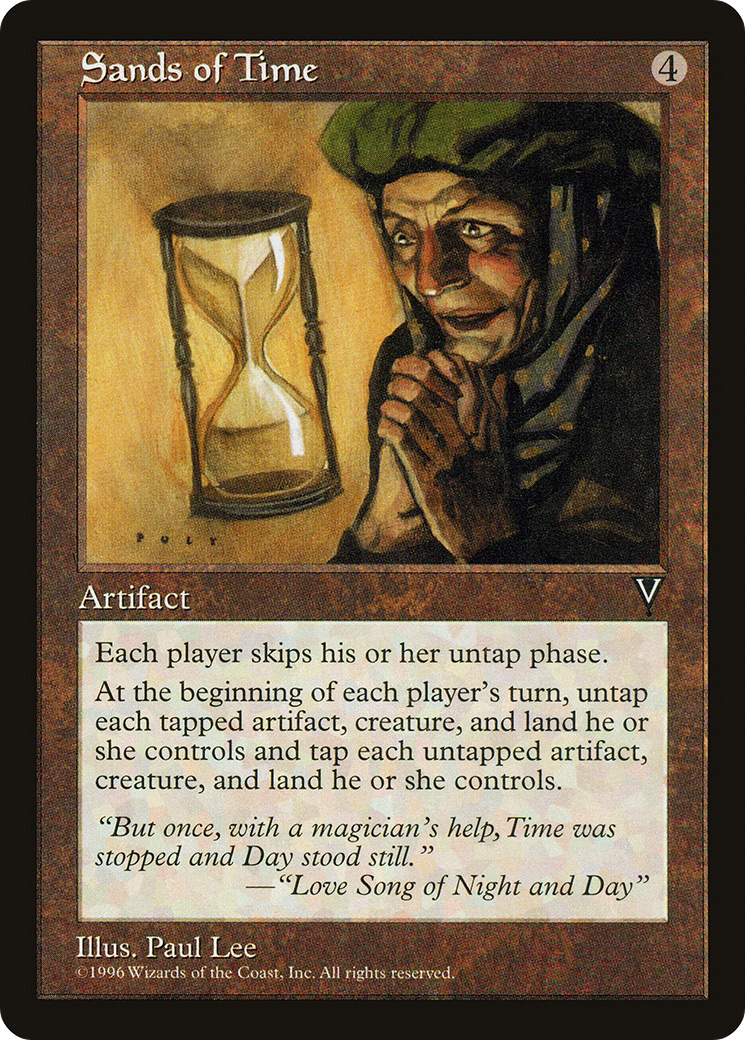 Sands of Time
4
POLY
Artifact
V
Each player skips his or her untap phase.
At the beginning of each player's turn, untap
each tapped artifact, creature, and land he or
she controls and tap each untapped artifact,
creature, and land he or she controls.
“But once, with a magician's help, Time was
stopped and Day stood still.”
—“Love Song of Night and Day”
Illus. Paul Lee
©1996 Wizards of the Coast, Inc. All rights reserved.